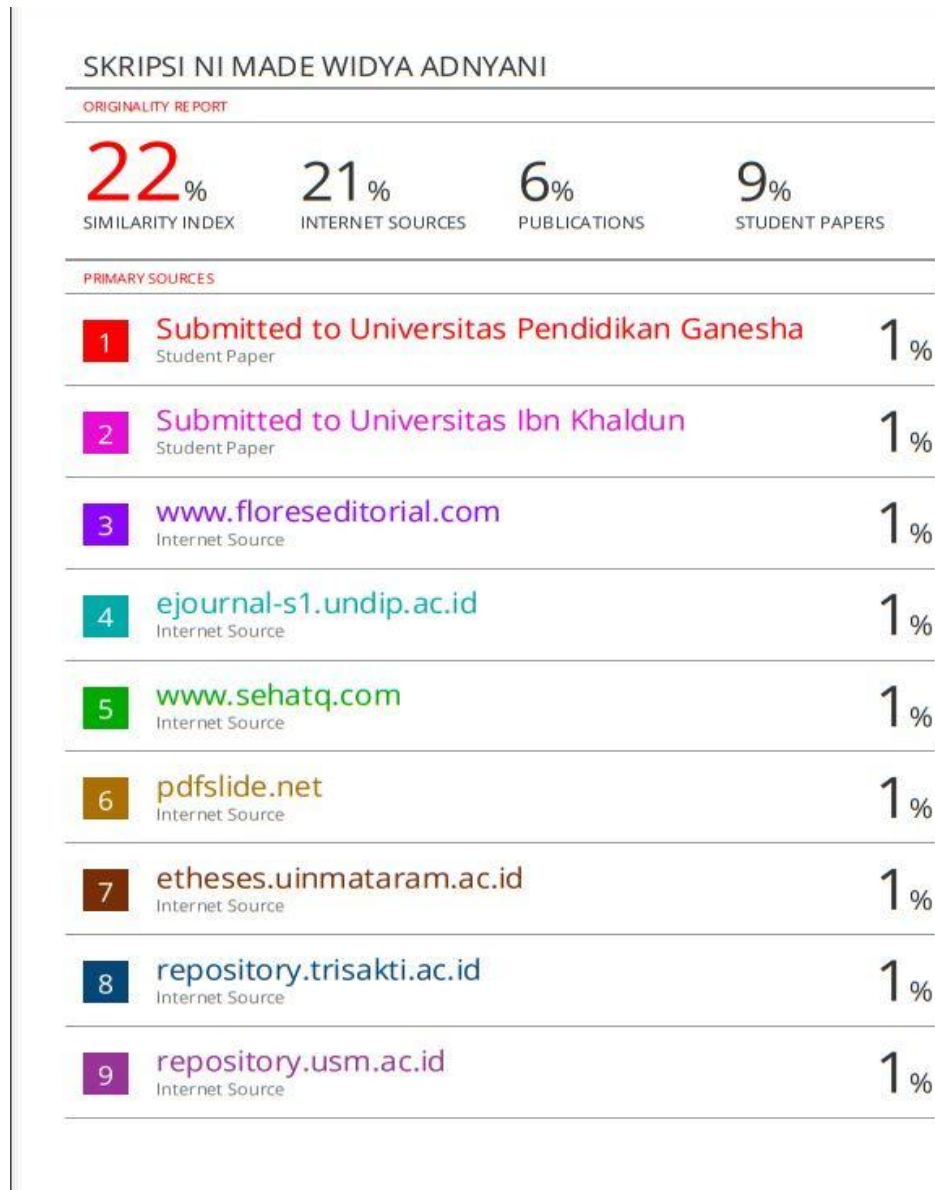 SKRIPSI NI MADE WIDYA ADNYANI
ORIGINALITY REPORT
22% 21% 6% 9%
SIMILARITY INDEX INTERNET SOURCES PUBLICATIONS STUDENT PAPERS
PRIMARY SOURCES
1 Submitted to Universitas Pendidikan Ganesha 1%
Student Paper
2 Submitted to Universitas Ibn Khaldun 1%
Student Paper
3 www.floreseditorial.com 1%
Internet Source
4 ejournal-s1.undip.ac.id 1%
Internet Source
5 www.sehatq.com 1%
Internet Source
6 pdfslide.net 1%
Internet Source
7 etheses.uinmataram.ac.id 1%
Internet Source
8 repository.trisakti.ac.id 1%
Internet Source
9 repository.usm.ac.id 1%
Internet Source